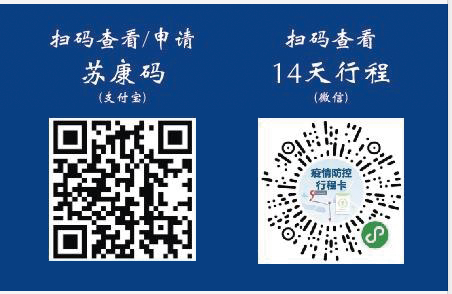 扫码查看/申请
苏康码
(支付宝)
扫码查看
14天行程
(微信)
疫情防控
行程卡